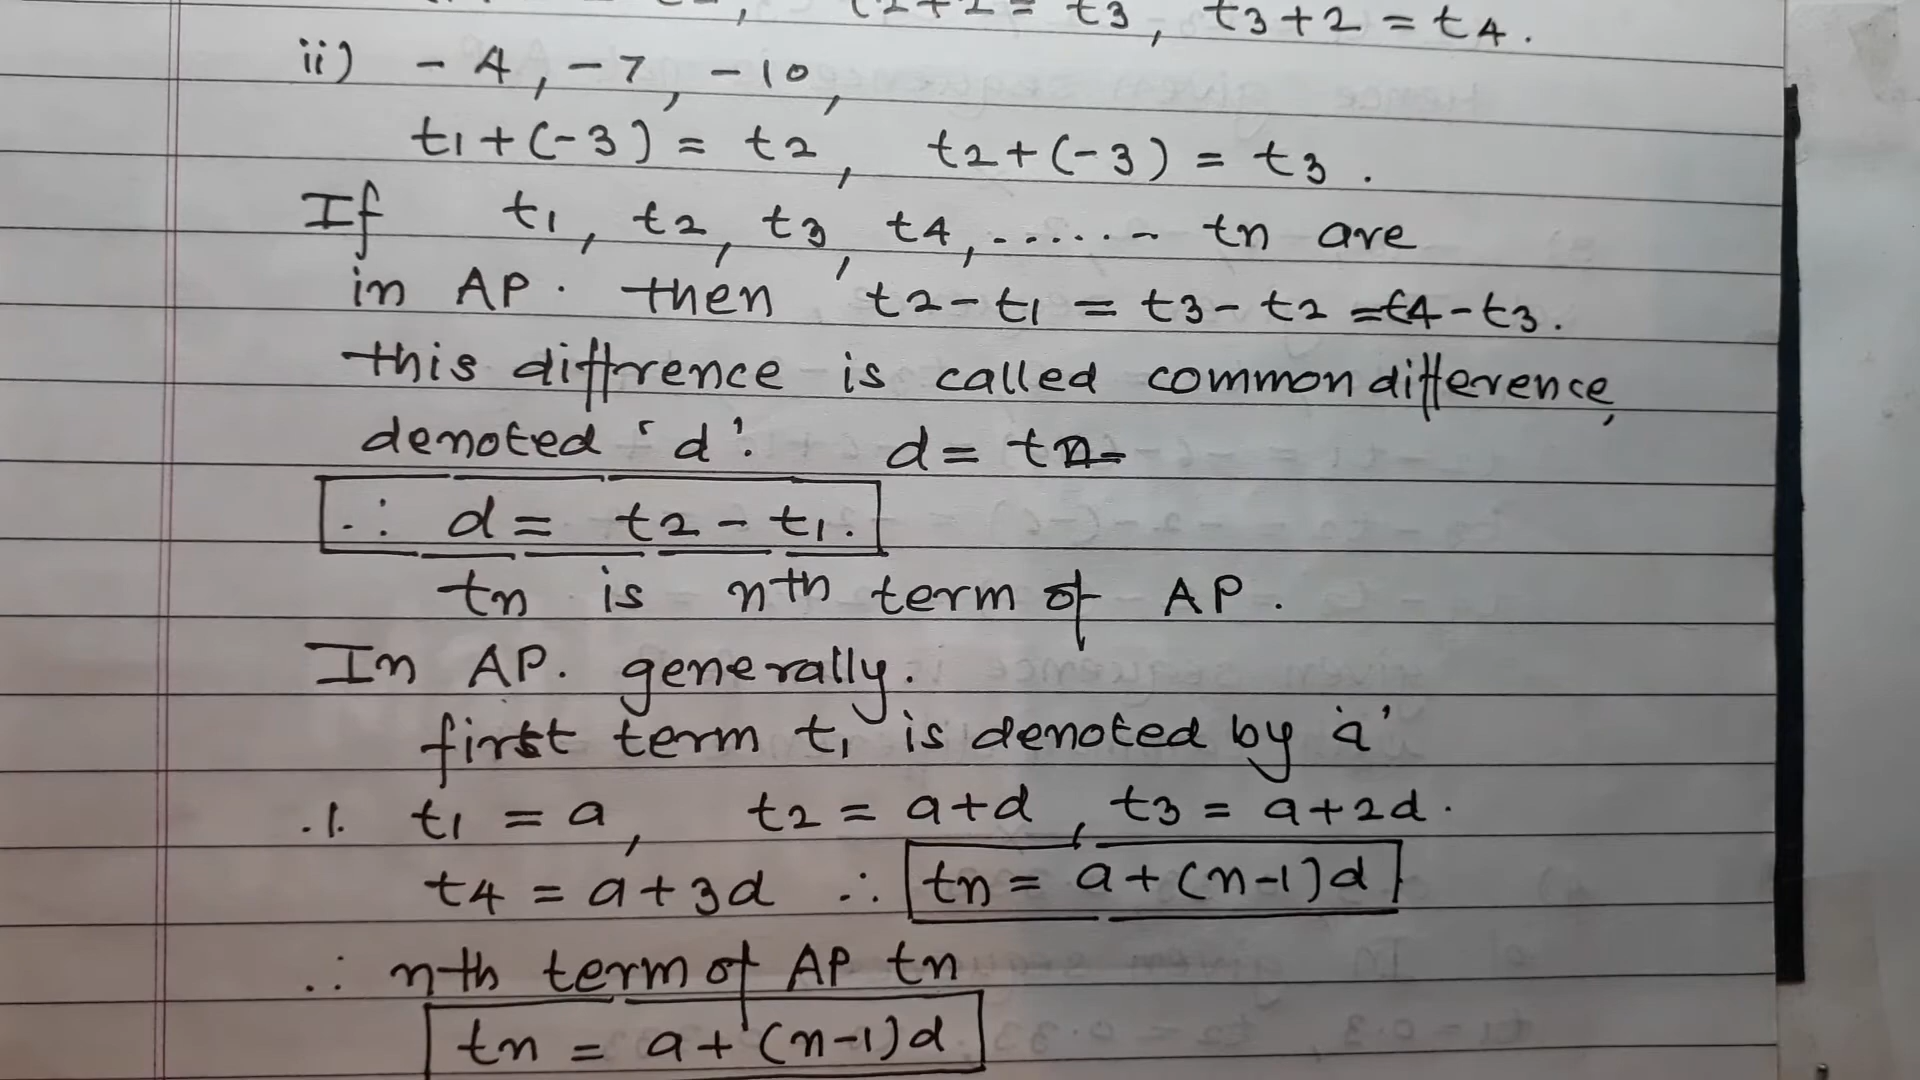 t2+2 = t3, t3+2 = t4.
ii) -4, -7, -10,
t1+(-3) = t2, t2+(-3) = t3.
If t1, t2, t3, t4, ...... tn are
in AP. then t2-t1 = t3-t2 =t4-t3.
this diffrence is called common difference,
denoted 'd'. d= tn-
∴ d= t2-t1.
tn is nth term of AP.
In AP. generally.
first term t1 is denoted by 'a'
∴ t1 = a, t2 = a+d, t3 = a+2d.
t4 = a+3d ∴ tn = a+(n-1)d
∴ nth term of AP tn
tn = a+(n-1)d